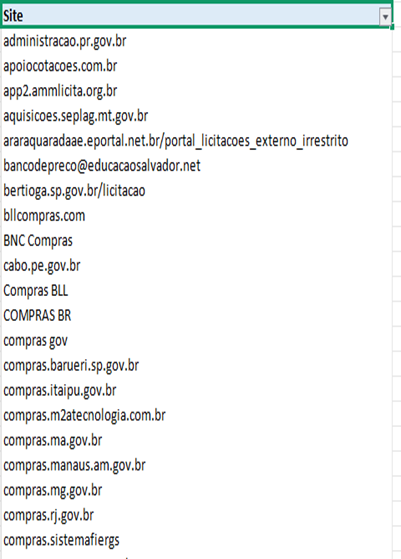 Site
administracao.pr.gov.br
apoiocotacoes.com.br
app2.ammlicita.org.br
aquisicoes.seplag.mt.gov.br
araraquaradaae.eportal.net.br/portal_licitacoes_externo_irrestrito
bancodepreco@educacaosalvador.net
bertioga.sp.gov.br/licitacao
bllcompras.com
BNC Compras
cabo.pe.gov.br
Compras BLL
COMPRAS BR
compras gov
compras.barueri.sp.gov.br
compras.itaipu.gov.br
compras.m2atecnologia.com.br
compras.ma.gov.br
compras.manaus.am.gov.br
compras.mg.gov.br
compras.rj.gov.br
compras.sistemafiergs